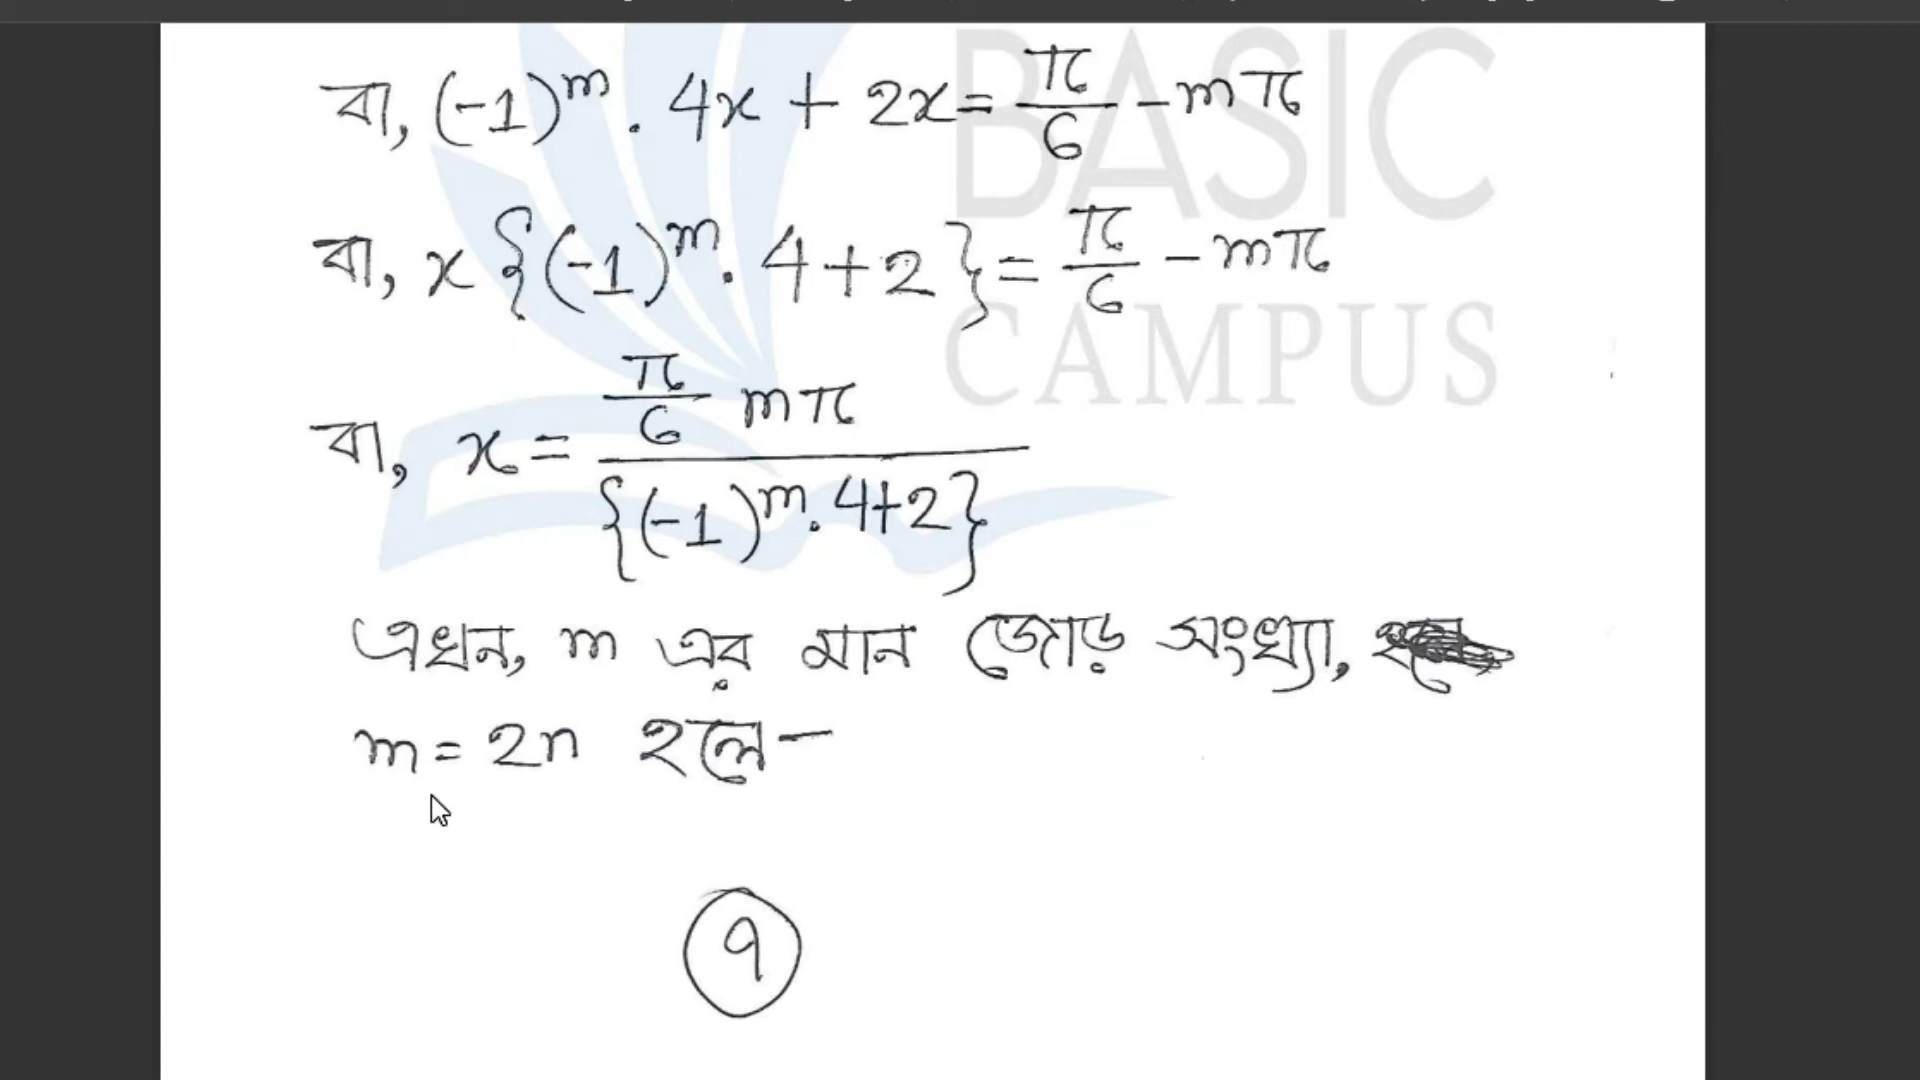 BASIC
CAMPUS
বা, (-1)^m . 4x + 2x = π/6 - mπ
বা, x {(-1)^m . 4+2} = π/6 - mπ
বা, x = (π/6 mπ) / {(-1)^m . 4+2}
এখন, m এর মান জোড় সংখ্যা,
m = 2n হলে-
৭